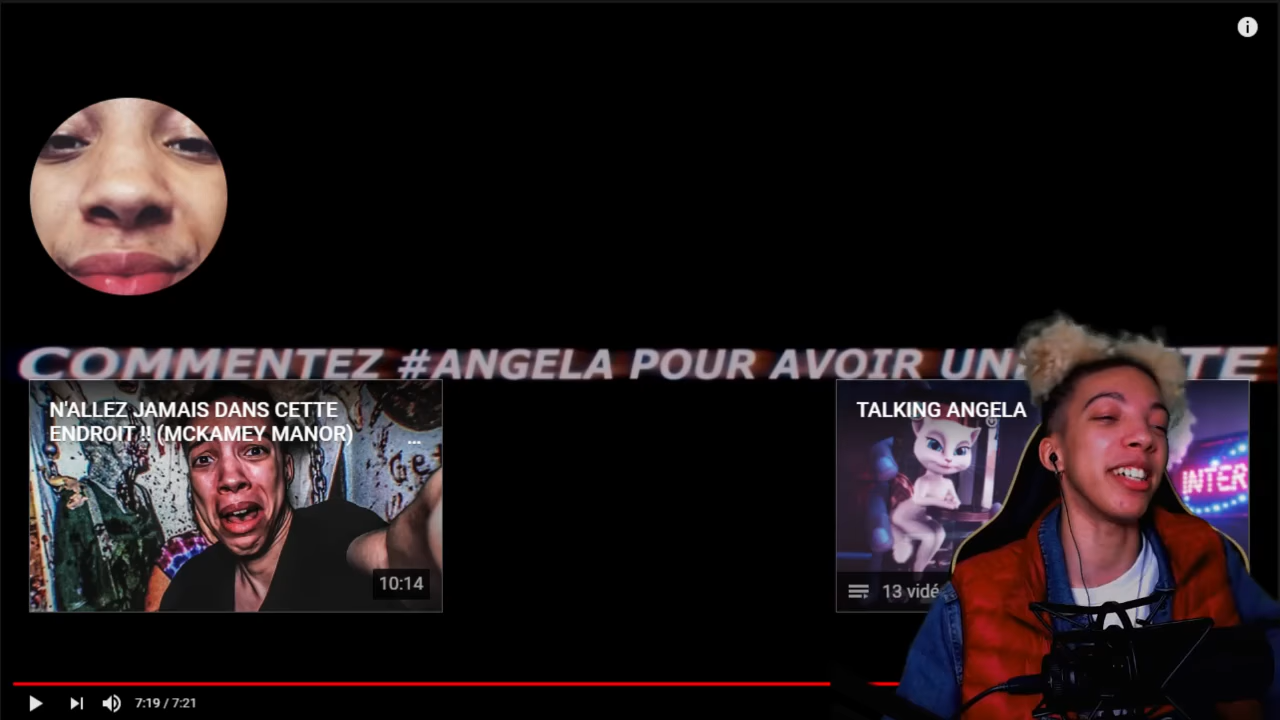 COMMENTEZ #ANGELA POUR AVOIR UN
N'ALLEZ JAMAIS DANS CETTE
ENDROIT !! (MCKAMEY MANOR) ...
10:14
TALKING ANGELA
INTER
13 vidé
7:19 / 7:21